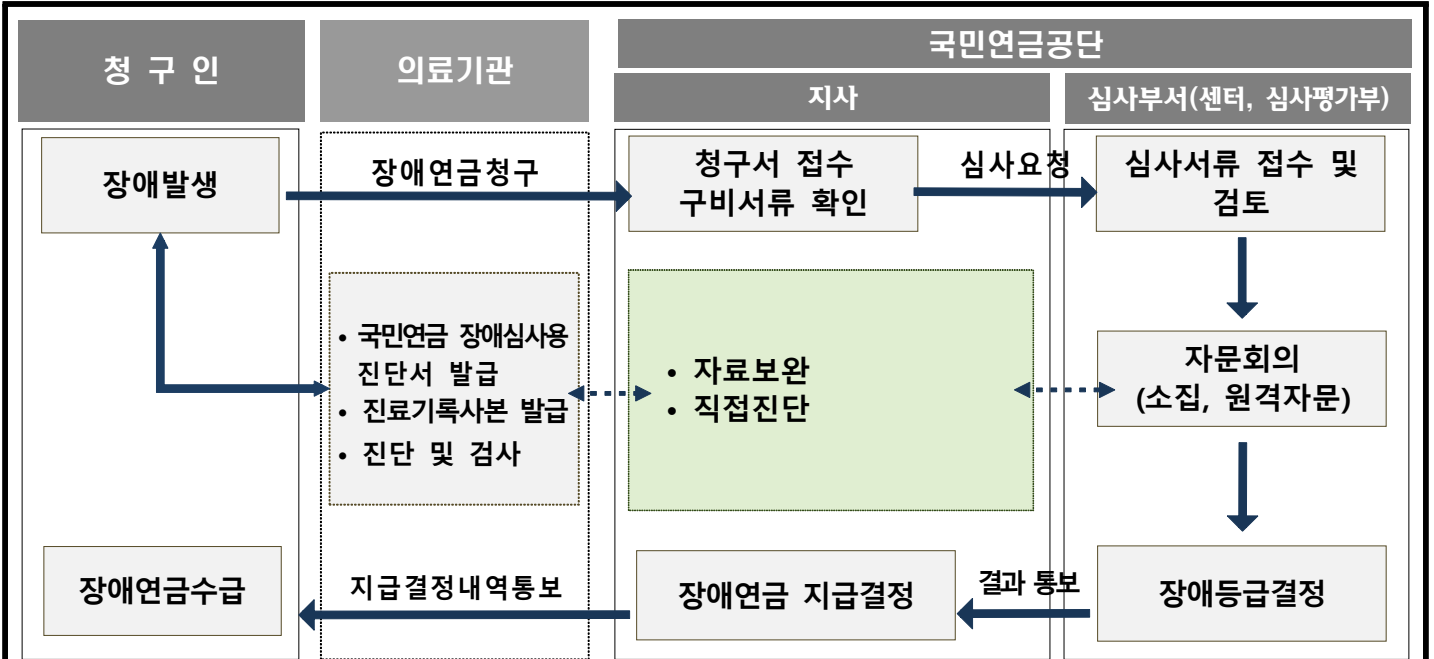 청 구 인
의료기관
국민연금공단
지사
심사부서(센터, 심사평가부)
장애발생
장애연금청구
청구서 접수
구비서류 확인
심사요청
심사서류 접수 및
검토
• 국민연금 장애심사용
진단서 발급
• 진료기록사본 발급
• 진단 및 검사
• 자료보완
• 직접진단
자문회의
(소집, 원격자문)
장애연금수급
지급결정내역통보
장애연금 지급결정
결과 통보
장애등급결정